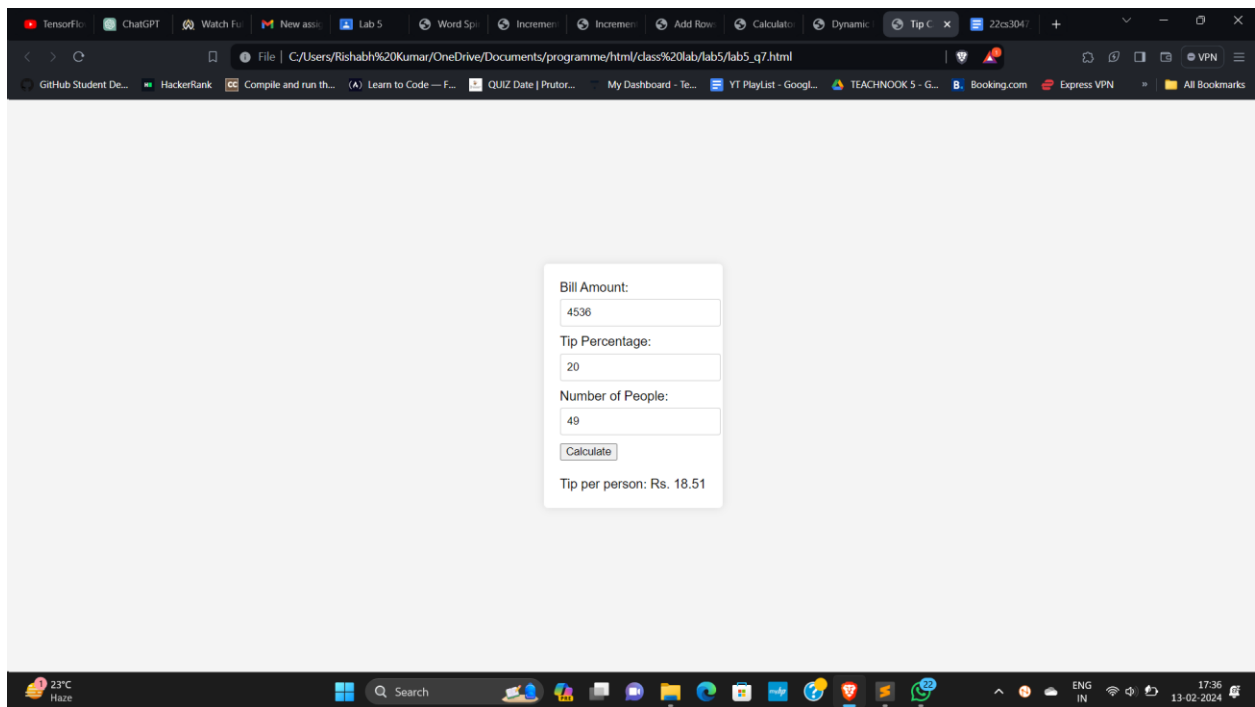 TensorFlo
ChatGPT
Watch Fu
New assig
Lab 5
Word Spi
Increment
Increment
Add Row
Calculato
Dynamic
Tip C
22cs3047
File | C:/Users/Rishabh%20Kumar/OneDrive/Documents/programme/html/class%20lab/lab5/lab5_q7.html
VPN
GitHub Student De...
HackerRank
Compile and run th...
Learn to Code — F...
QUIZ Date | Prutor...
My Dashboard - Te...
YT PlayList - Googl...
TEACHNOOK 5 - G...
Booking.com
Express VPN
»
All Bookmarks
Bill Amount:
4536
Tip Percentage:
20
Number of People:
49
Calculate
Tip per person: Rs. 18.51
1
23°C
Haze
Search
22
ENG
IN
17:36
13-02-2024